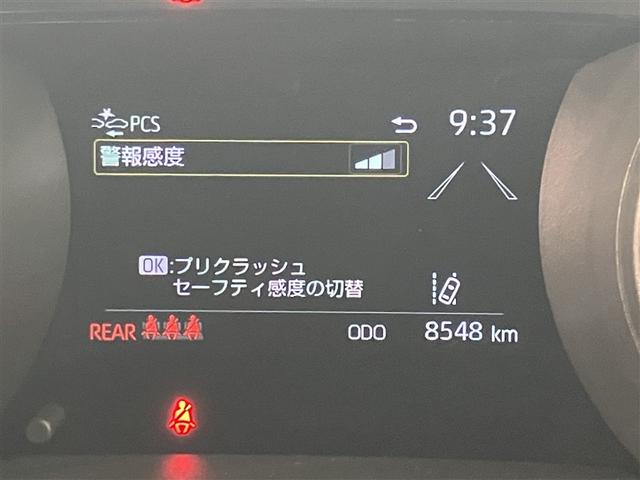 PCS
9:37
警報感度
OK:プリクラッシュ
セーフティ感度の切替
REAR
ODO 8548 km